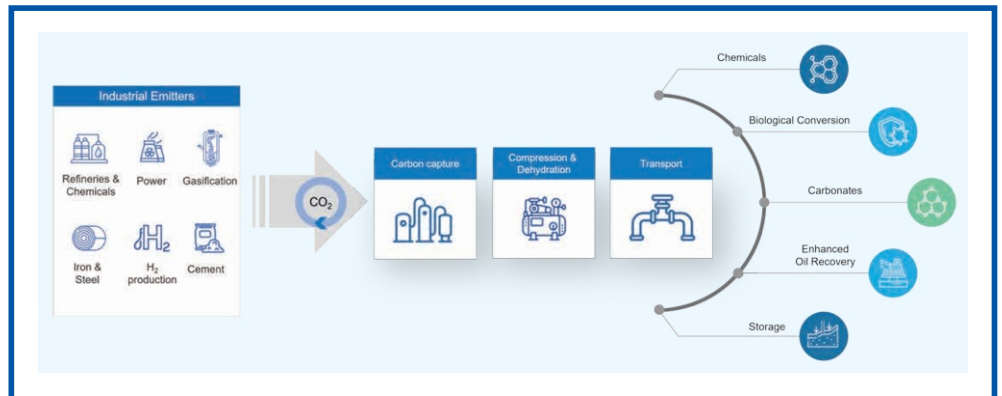 Industrial Emitters
Refineries &
Chemicals
Power
Gasification
Iron &
Steel
H₂
production
Cement
CO₂
Carbon capture
Compression &
Dehydration
Transport
Chemicals
Biological Conversion
Carbonates
Enhanced
Oil Recovery
Storage